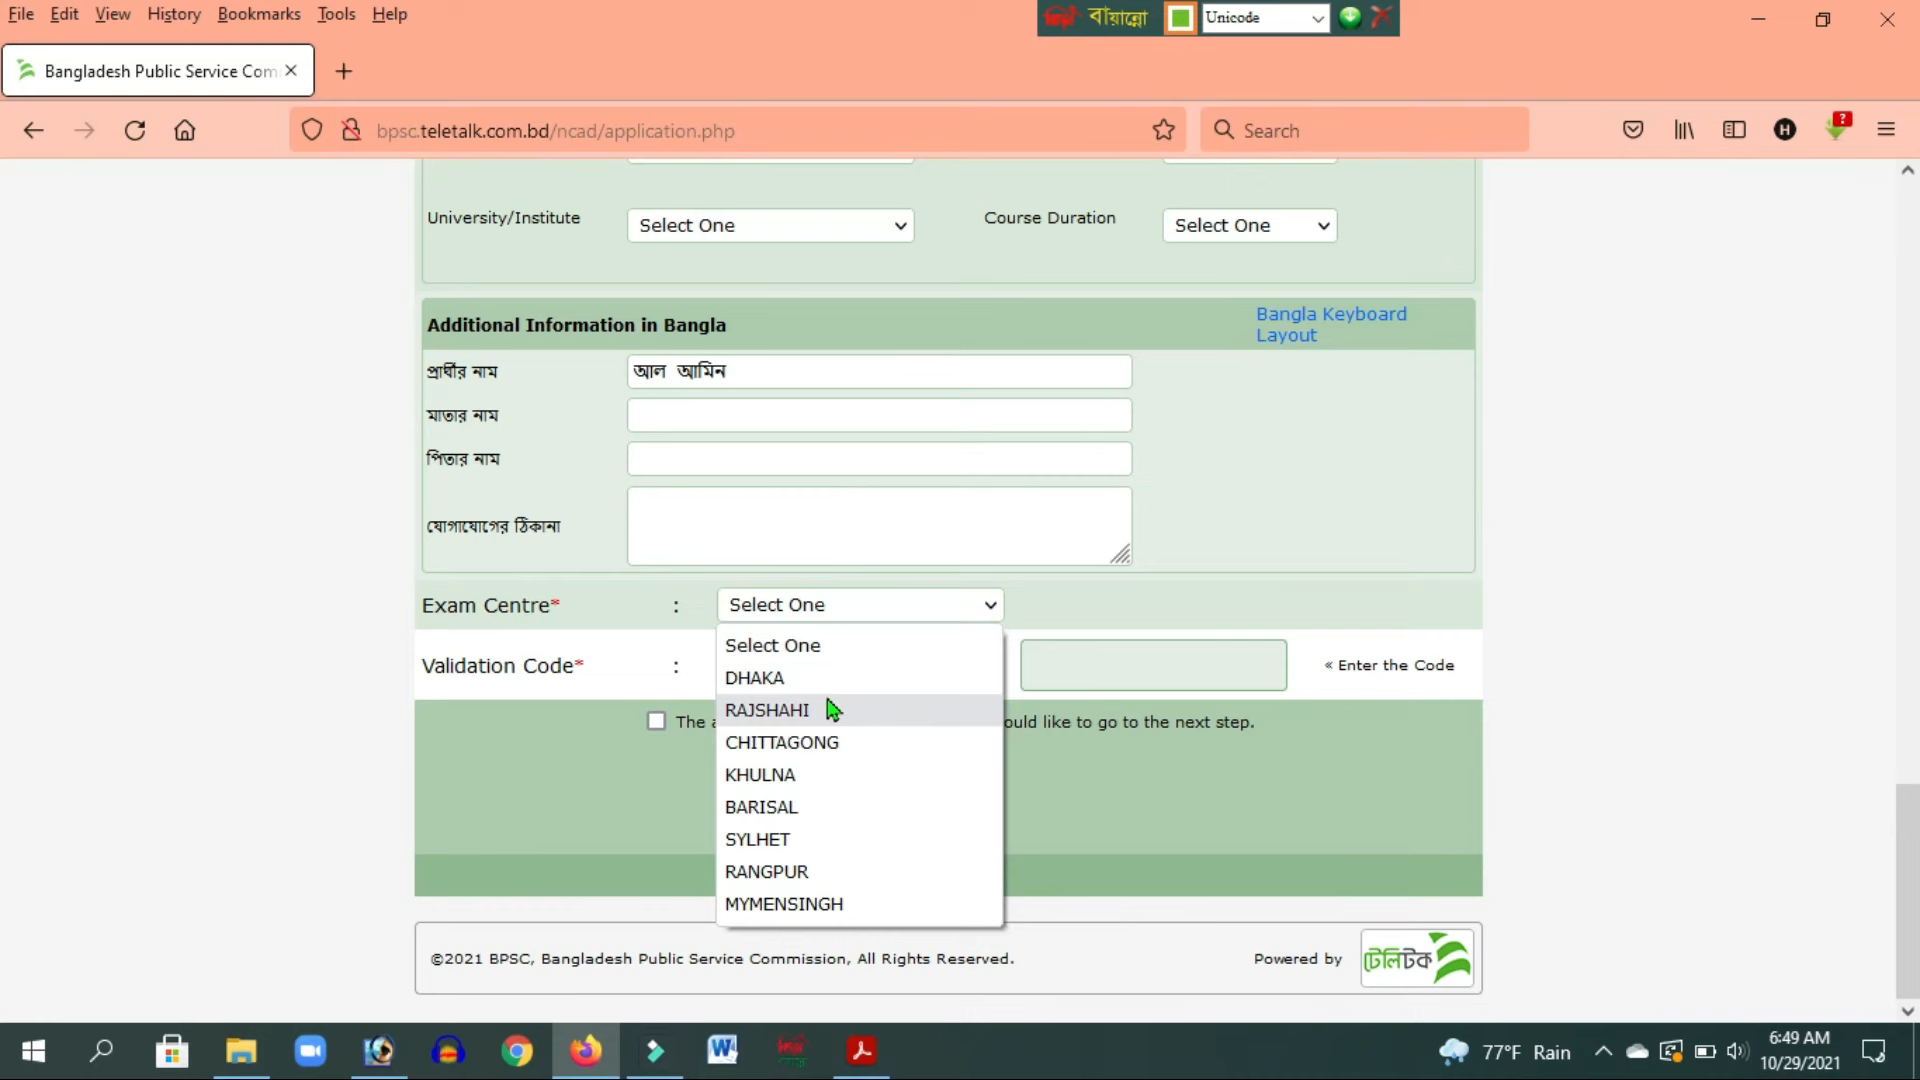 File Edit View History Bookmarks Tools Help
বায়ান্নো Unicode
Bangladesh Public Service Com
bpsc.teletalk.com.bd/ncad/application.php
Search
University/Institute Select One Course Duration Select One
Additional Information in Bangla
Bangla Keyboard
Layout
প্রার্থীর নাম আল আমিন
মাতার নাম
পিতার নাম
যোগাযোগের ঠিকানা
Exam Centre* : Select One
Select One
Validation Code* : « Enter the Code
DHAKA
RAJSHAHI
The a ould like to go to the next step.
CHITTAGONG
KHULNA
BARISAL
SYLHET
RANGPUR
MYMENSINGH
©2021 BPSC, Bangladesh Public Service Commission, All Rights Reserved. Powered by টেলিটক
77°F Rain
6:49 AM
10/29/2021